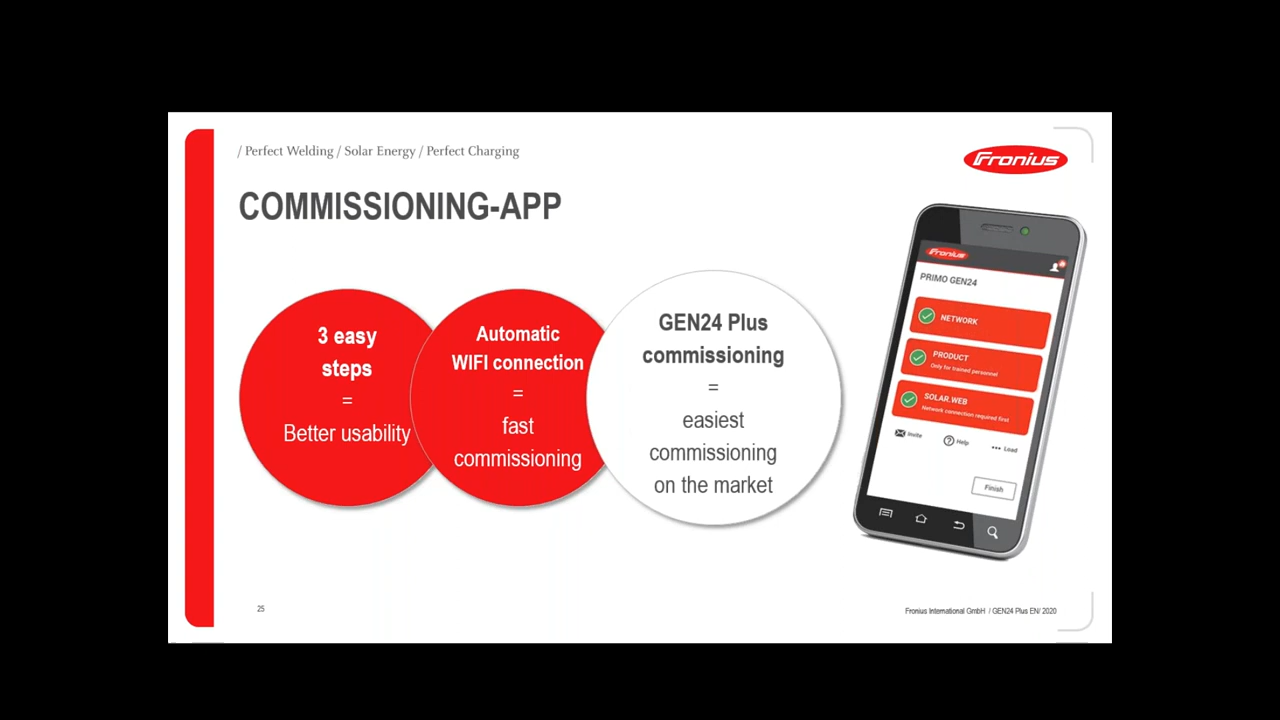 / Perfect Welding / Solar Energy / Perfect Charging
Fronius
COMMISSIONING-APP
3 easy
steps
=
Better usability
Automatic
WIFI connection
=
fast
commissioning
GEN24 Plus
commissioning
=
easiest
commissioning
on the market
Fronius
PRIMO GEN24
NETWORK
PRODUCT
Only for trained personnel
SOLAR.WEB
Network connection required first
Invite
Help
Load
Finish
25
Fronius International GmbH / GEN24 Plus EN/ 2020